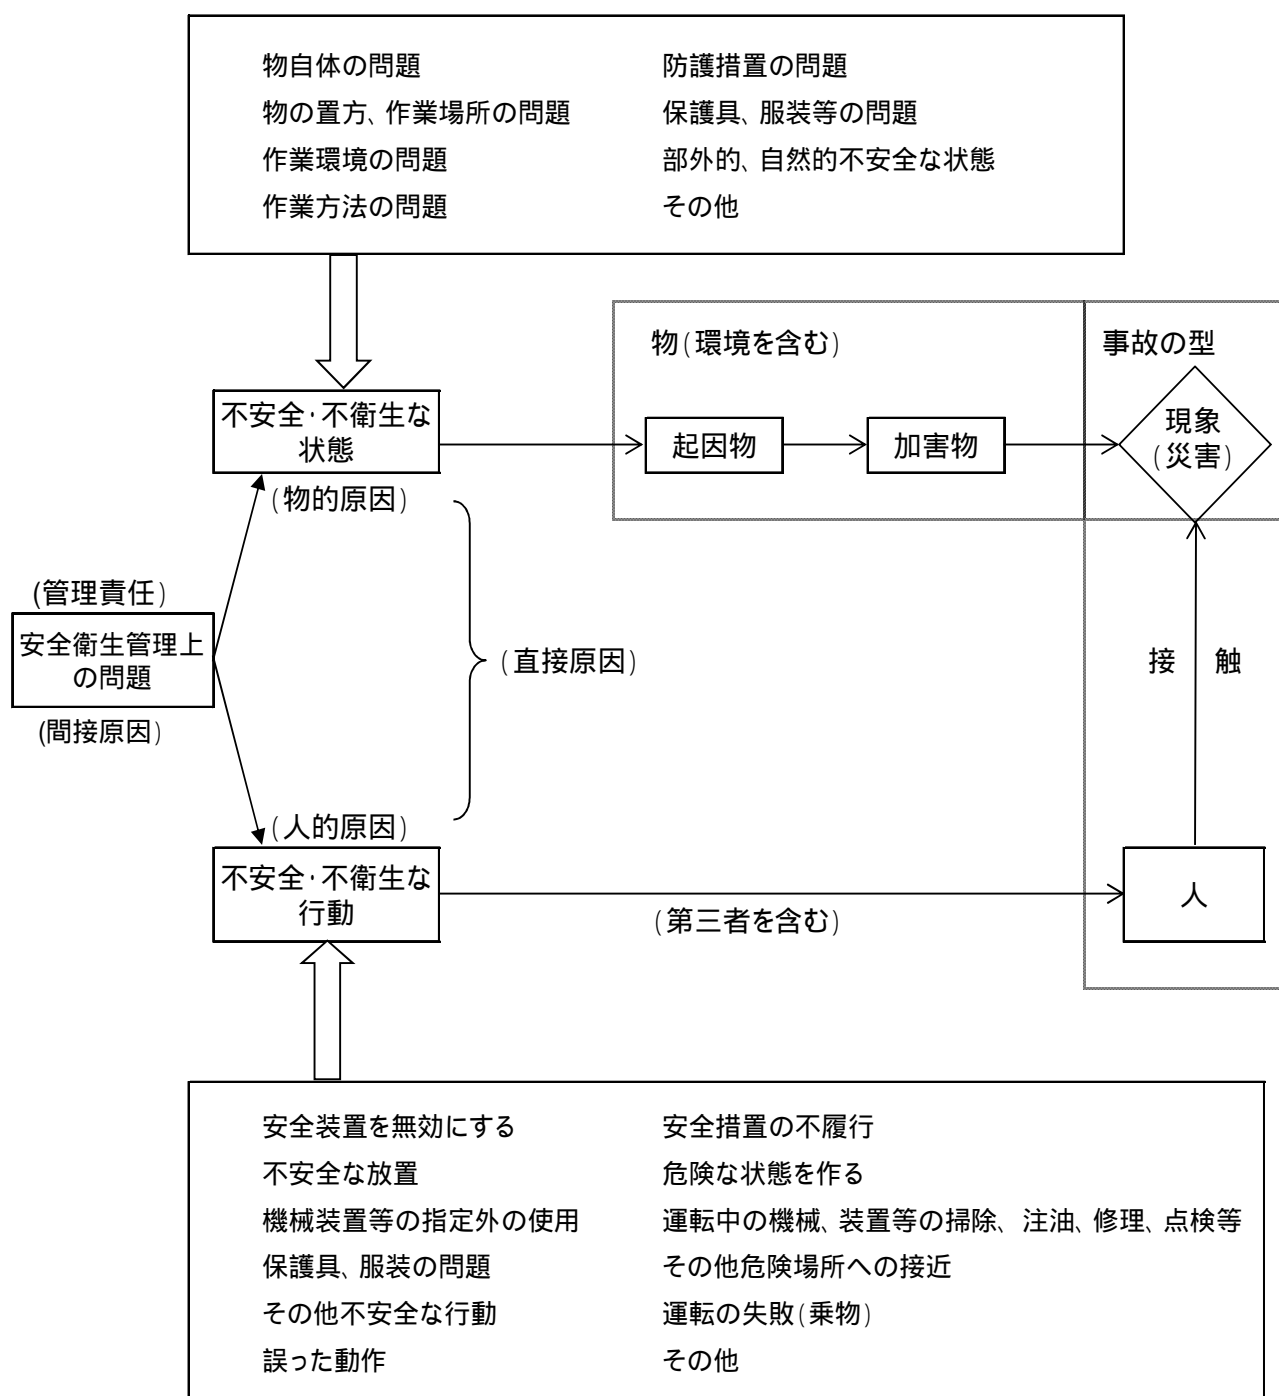 物自体の問題
防護措置の問題
物の置方、作業場所の問題
保護具、服装等の問題
作業環境の問題
部外的、自然的不安全な状態
作業方法の問題
その他
物(環境を含む)
事故の型
不安全・不衛生な
状態
起因物
加害物
現象
(災害)
(物的原因)
(管理責任)
安全衛生管理上
の問題
(間接原因)
(直接原因)
接 触
(人的原因)
不安全・不衛生な
行動
(第三者を含む)
人
安全装置を無効にする
安全措置の不履行
不安全な放置
危険な状態を作る
機械装置等の指定外の使用
運転中の機械、装置等の掃除、注油、修理、点検等
保護具、服装の問題
その他危険場所への接近
その他不安全な行動
運転の失敗(乗物)
誤った動作
その他